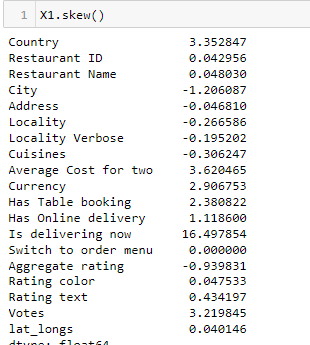 1 X1.skew()
Country 3.352847
Restaurant ID 0.042956
Restaurant Name 0.048030
City -1.206087
Address -0.046810
Locality -0.266586
Locality Verbose -0.195202
Cuisines -0.306247
Average Cost for two 3.620465
Currency 2.906753
Has Table booking 2.380822
Has Online delivery 1.118600
Is delivering now 16.497854
Switch to order menu 0.000000
Aggregate rating -0.939831
Rating color 0.047533
Rating text 0.434197
Votes 3.219845
lat_longs 0.040146
dtype: float64